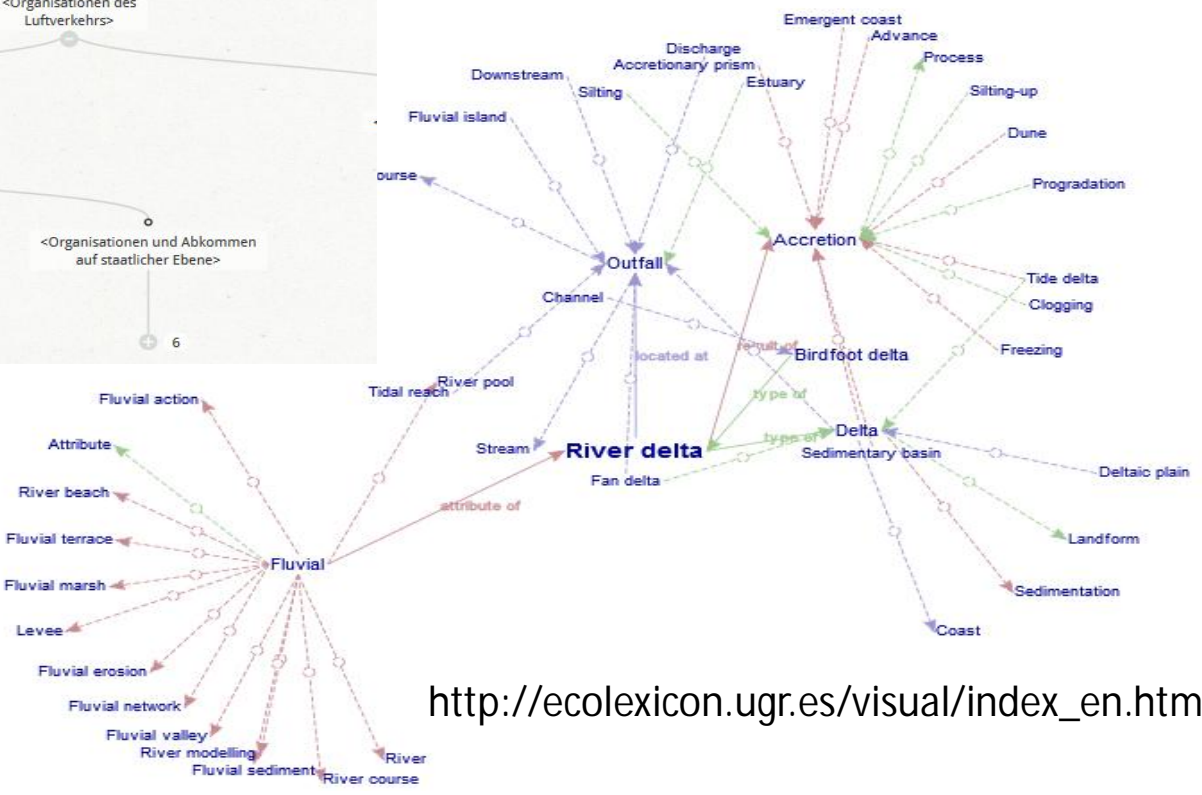 <Organisationen des
Luftverkehrs>
<Organisationen und Abkommen
auf staatlicher Ebene>
6
Emergent coast
Advance
Discharge
Accretionary prism
Process
Downstream
Estuary
Silting
Silting-up
Fluvial island
Dune
ourse
Progradation
Accretion
Outfall
Tide delta
Channel
Clogging
located at
result of
Birdfoot delta
Freezing
River pool
Tidal reach
Fluvial action
type of
Attribute
Stream
River delta
type of
Delta
Sedimentary basin
Deltaic plain
Fan delta
River beach
attribute of
Fluvial terrace
Landform
Fluvial
Fluvial marsh
Sedimentation
Levee
Coast
Fluvial erosion
Fluvial network
http://ecolexicon.ugr.es/visual/index_en.htm
Fluvial valley
River modelling
River
Fluvial sediment
River course